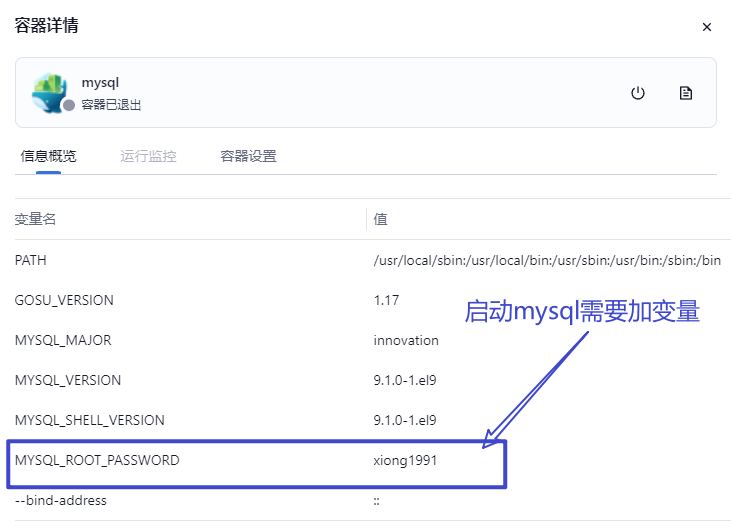 容器详情
mysql
容器已退出
信息概览 运行监控 容器设置
变量名 值
PATH /usr/local/sbin:/usr/local/bin:/usr/sbin:/usr/bin:/sbin:/bin
GOSU_VERSION 1.17
启动mysql需要加变量
MYSQL_MAJOR innovation
MYSQL_VERSION 9.1.0-1.el9
MYSQL_SHELL_VERSION 9.1.0-1.el9
MYSQL_ROOT_PASSWORD xiong1991
--bind-address ::